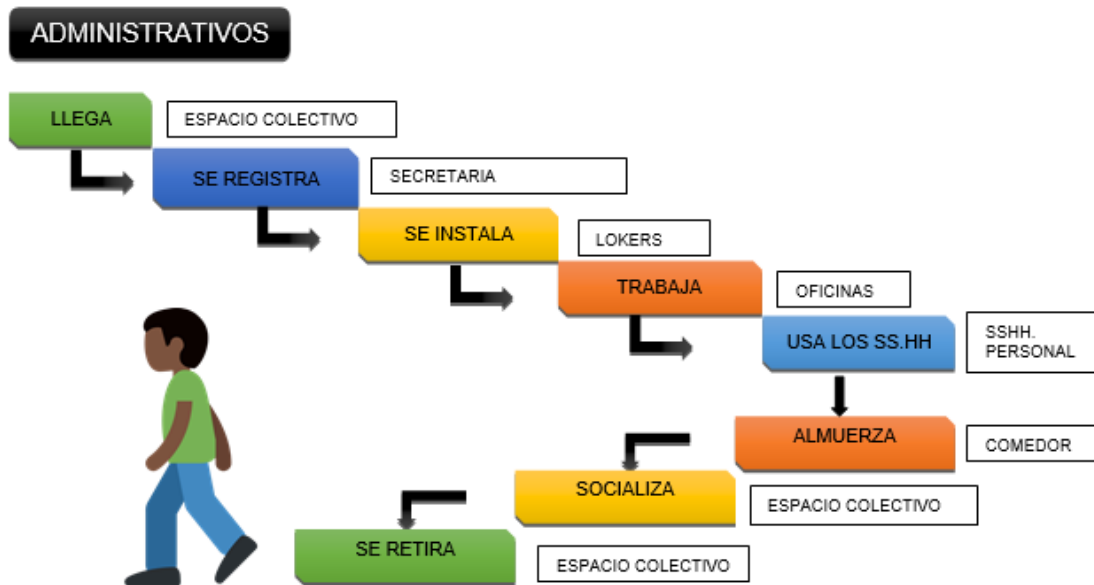 ADMINISTRATIVOS
LLEGA
ESPACIO COLECTIVO
SE REGISTRA
SECRETARIA
SE INSTALA
LOKERS
TRABAJA
OFICINAS
USA LOS SS.HH
SSHH.
PERSONAL
ALMUERZA
COMEDOR
SOCIALIZA
ESPACIO COLECTIVO
SE RETIRA
ESPACIO COLECTIVO